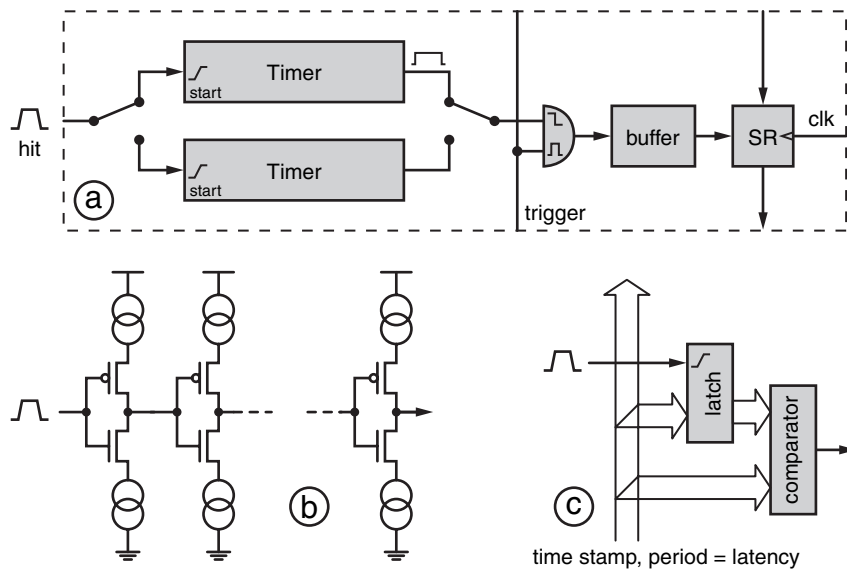 Timer
start
hit
Timer
start
a
buffer
SR
clk
trigger
b
latch
comparator
c
time stamp, period = latency